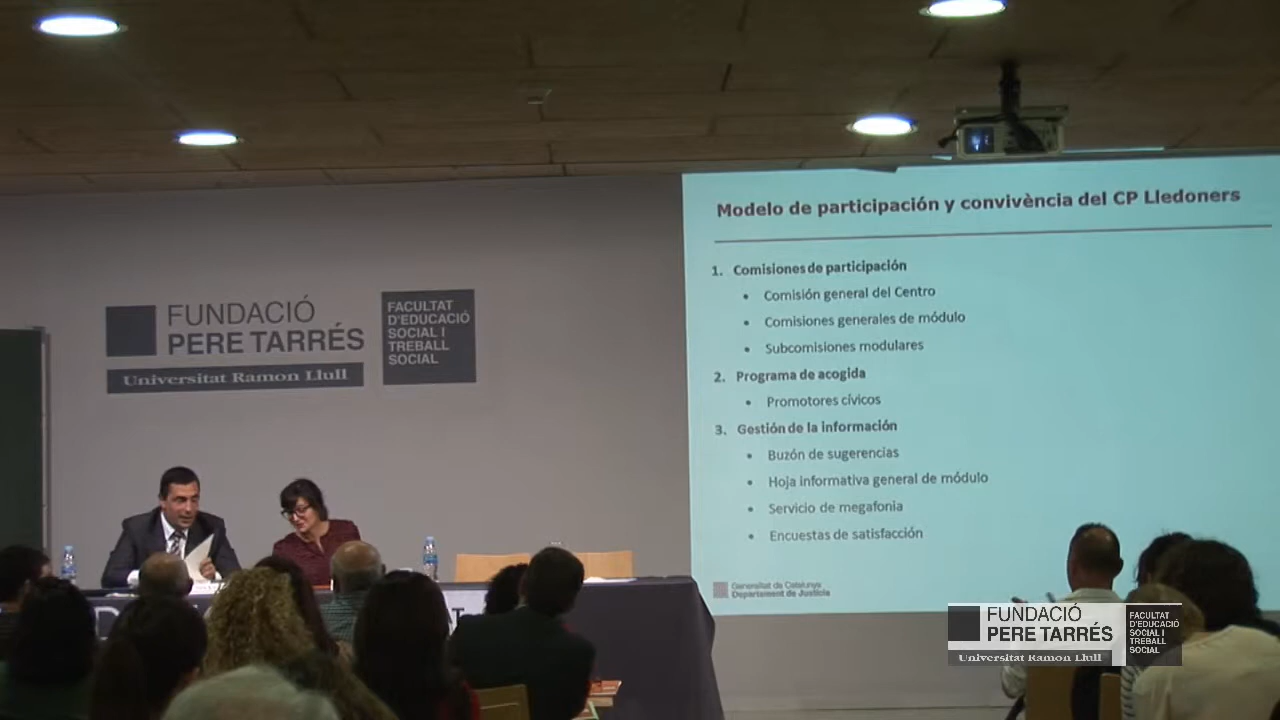 Modelo de participación y convivència del CP Lledoners
1. Comisiones de participación
• Comisión general del Centro
• Comisiones generales de módulo
• Subcomisiones modulares
2. Programa de acogida
• Promotores cívicos
3. Gestión de la información
• Buzón de sugerencias
• Hoja informativa general de módulo
• Servicio de megafonia
• Encuestas de satisfacción
Generalitat de Catalunya
Departament de Justícia
FUNDACIÓ
PERE TARRÉS
Universitat Ramon Llull
FACULTAT
D'EDUCACIÓ
SOCIAL I
TREBALL
SOCIAL
FUNDACIÓ
PERE TARRÉS
Universitat Ramon Llull
FACULTAT
D'EDUCACIÓ
SOCIAL I
TREBALL
SOCIAL